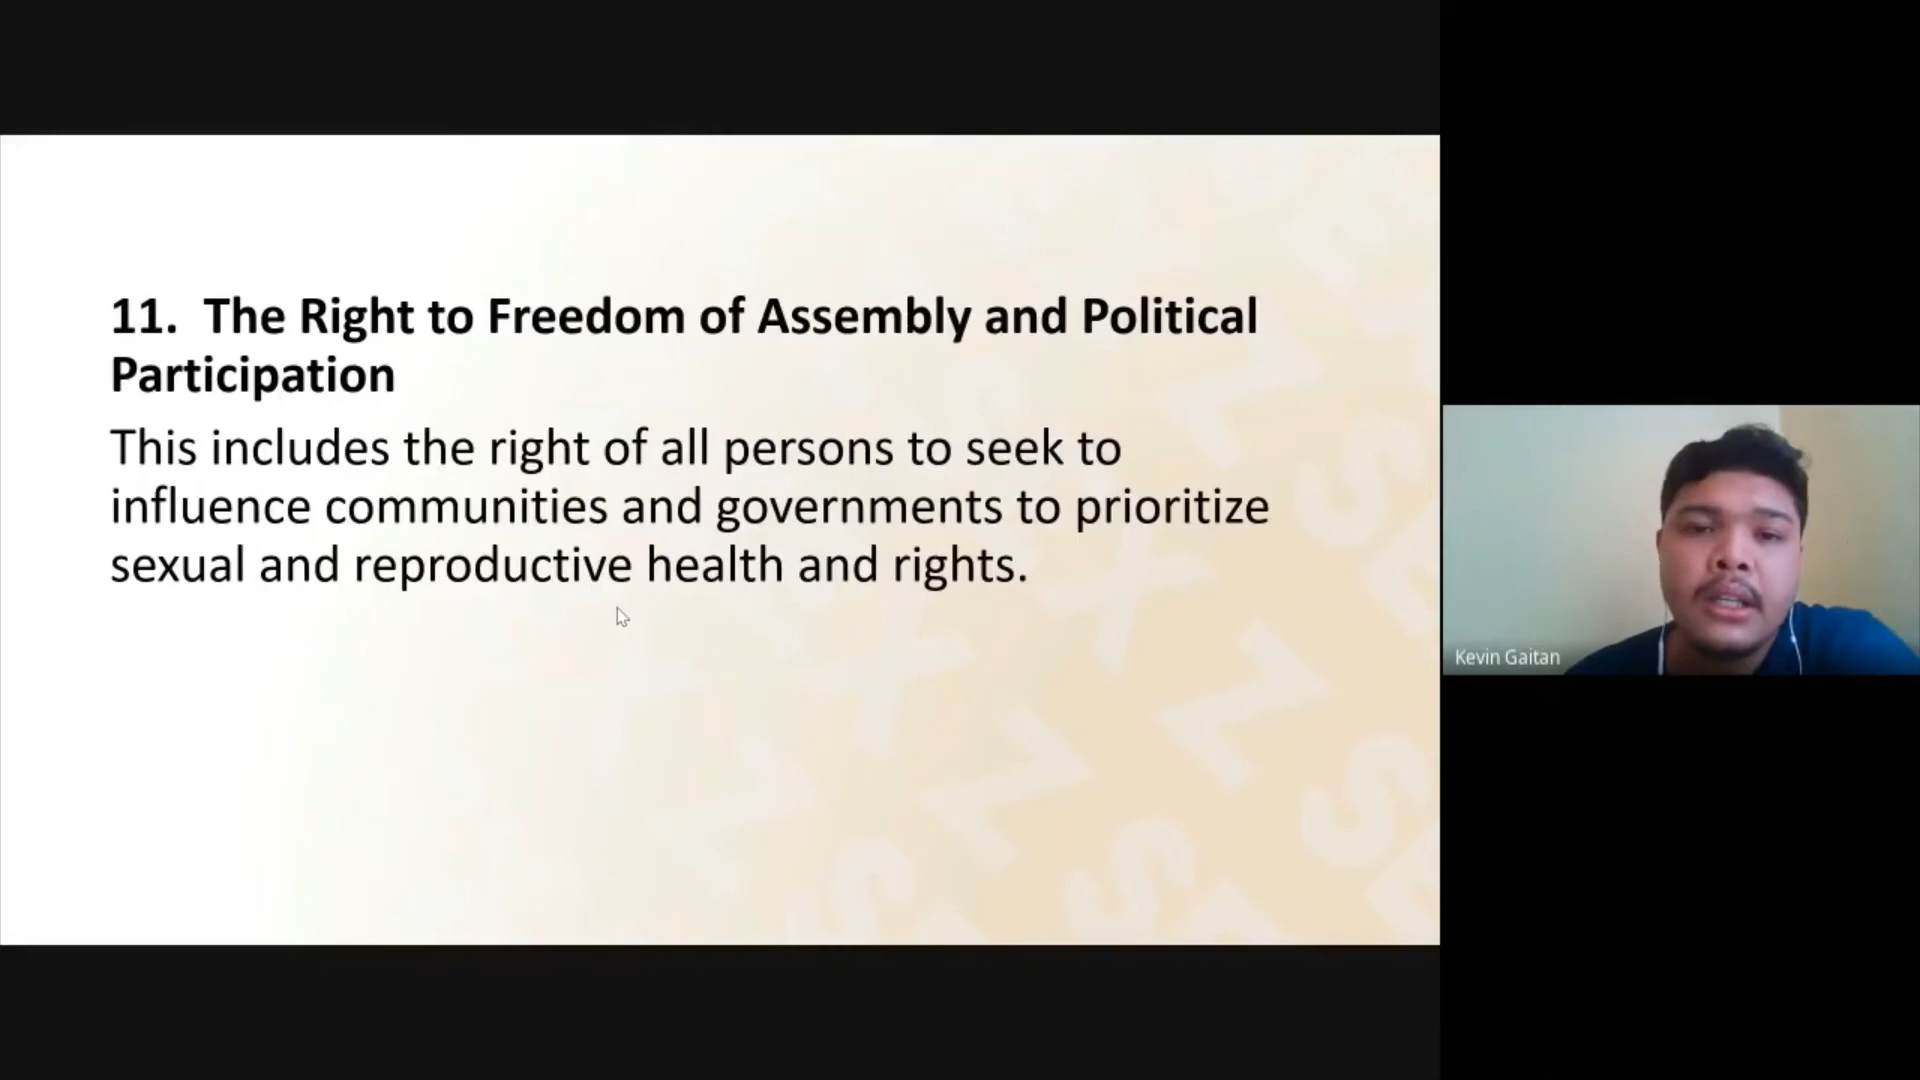 11. The Right to Freedom of Assembly and Political
Participation
This includes the right of all persons to seek to
influence communities and governments to prioritize
sexual and reproductive health and rights.
Kevin Gaitan